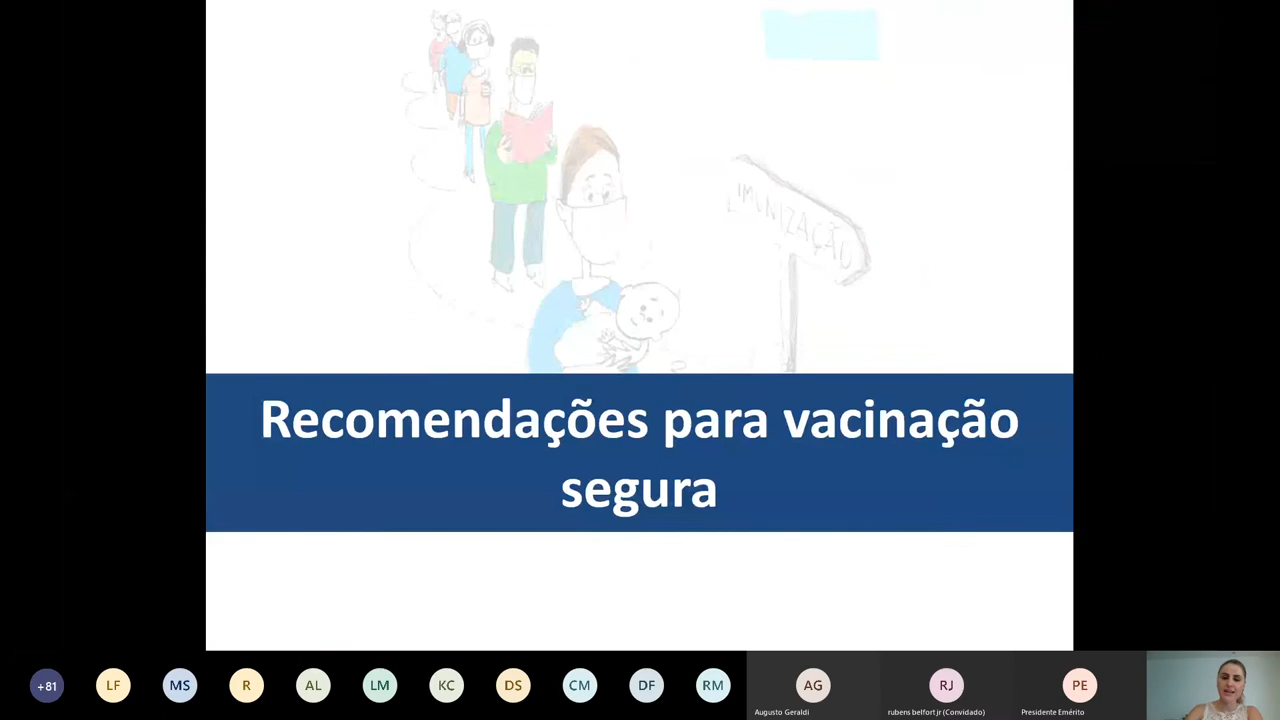 IMUNIZAÇÃO
Recomendações para vacinação
segura
+81
LF
MS
R
AL
LM
KC
DS
CM
DF
RM
AG
RJ
PE
Augusto Geraldi
rubens belfort jr (Convidado)
Presidente Emérito